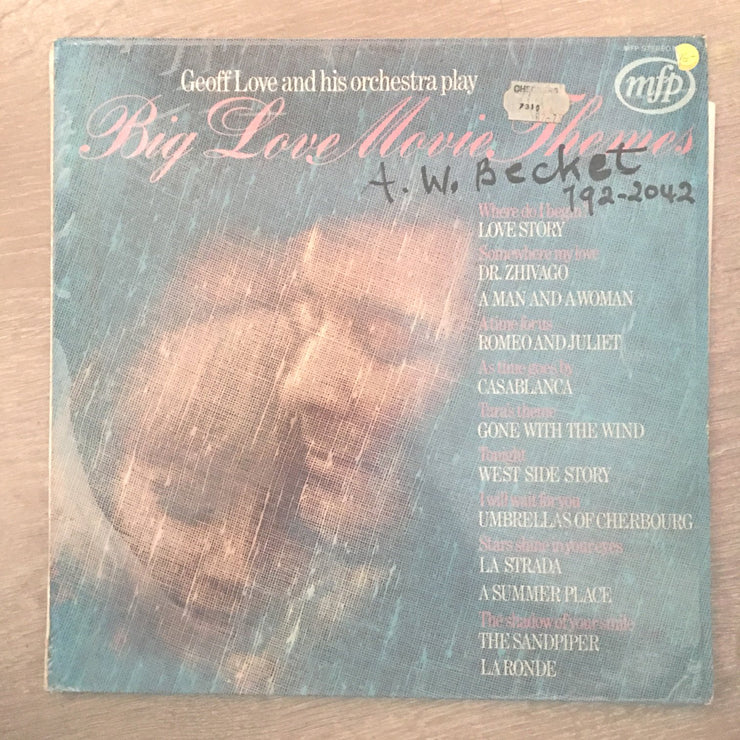 MFP STEREO
mfp
Geoff Love and his orchestra play
Big Love Movie Themes
7315
A. W. Becket
792-2042
Where do I begin?
LOVE STORY
Somewhere my love
DR. ZHIVAGO
A MAN AND A WOMAN
A time for us
ROMEO AND JULIET
As time goes by
CASABLANCA
Tara's theme
GONE WITH THE WIND
Tonight
WEST SIDE STORY
I will wait for you
UMBRELLAS OF CHERBOURG
Stars shine in your eyes
LA STRADA
A SUMMER PLACE
The shadow of your smile
THE SANDPIPER
LA RONDE